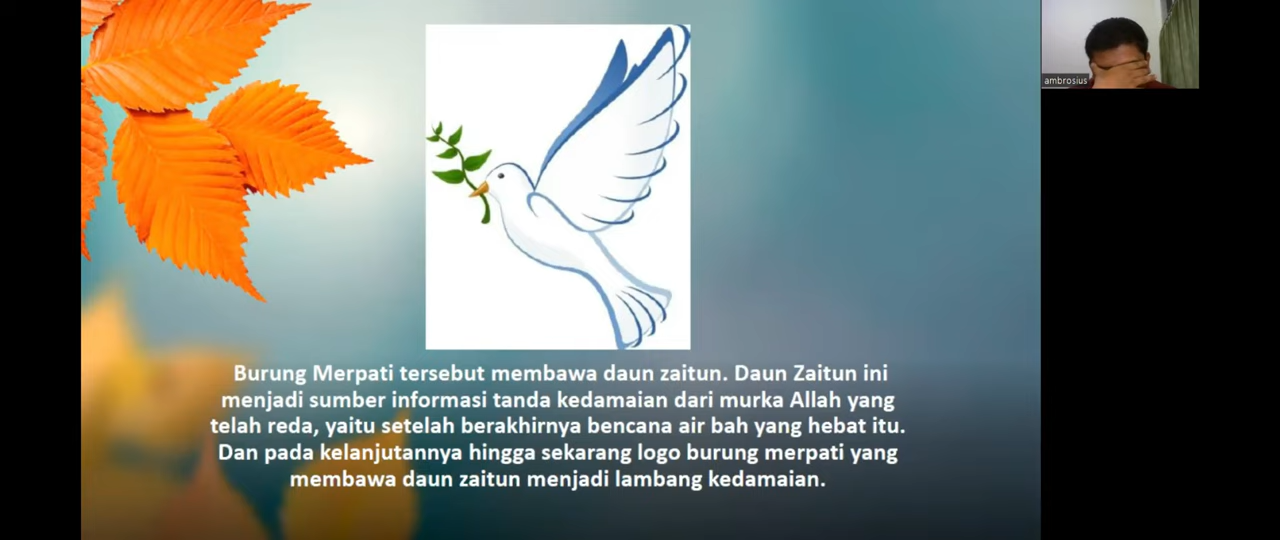 ambrosius
Burung Merpati tersebut membawa daun zaitun. Daun Zaitun ini
menjadi sumber informasi tanda kedamaian dari murka Allah yang
telah reda, yaitu setelah berakhirnya bencana air bah yang hebat itu.
Dan pada kelanjutannya hingga sekarang logo burung merpati yang
membawa daun zaitun menjadi lambang kedamaian.